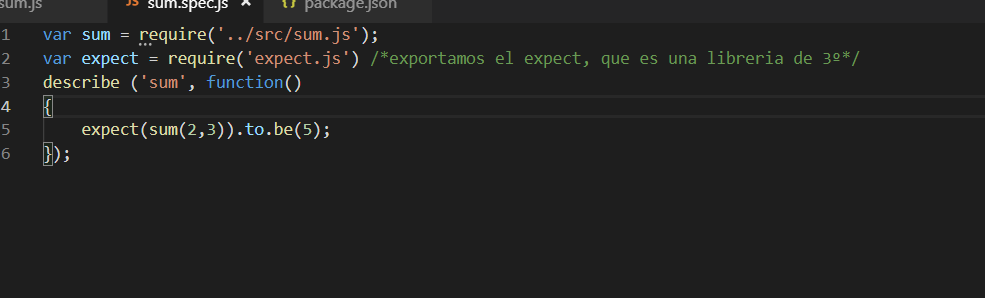 sum.js JS sum.spec.js × {} package.json
1 var sum = require('../src/sum.js');
2 var expect = require('expect.js') /*exportamos el expect, que es una libreria de 3º*/
3 describe ('sum', function()
4 {
5 expect(sum(2,3)).to.be(5);
6 });